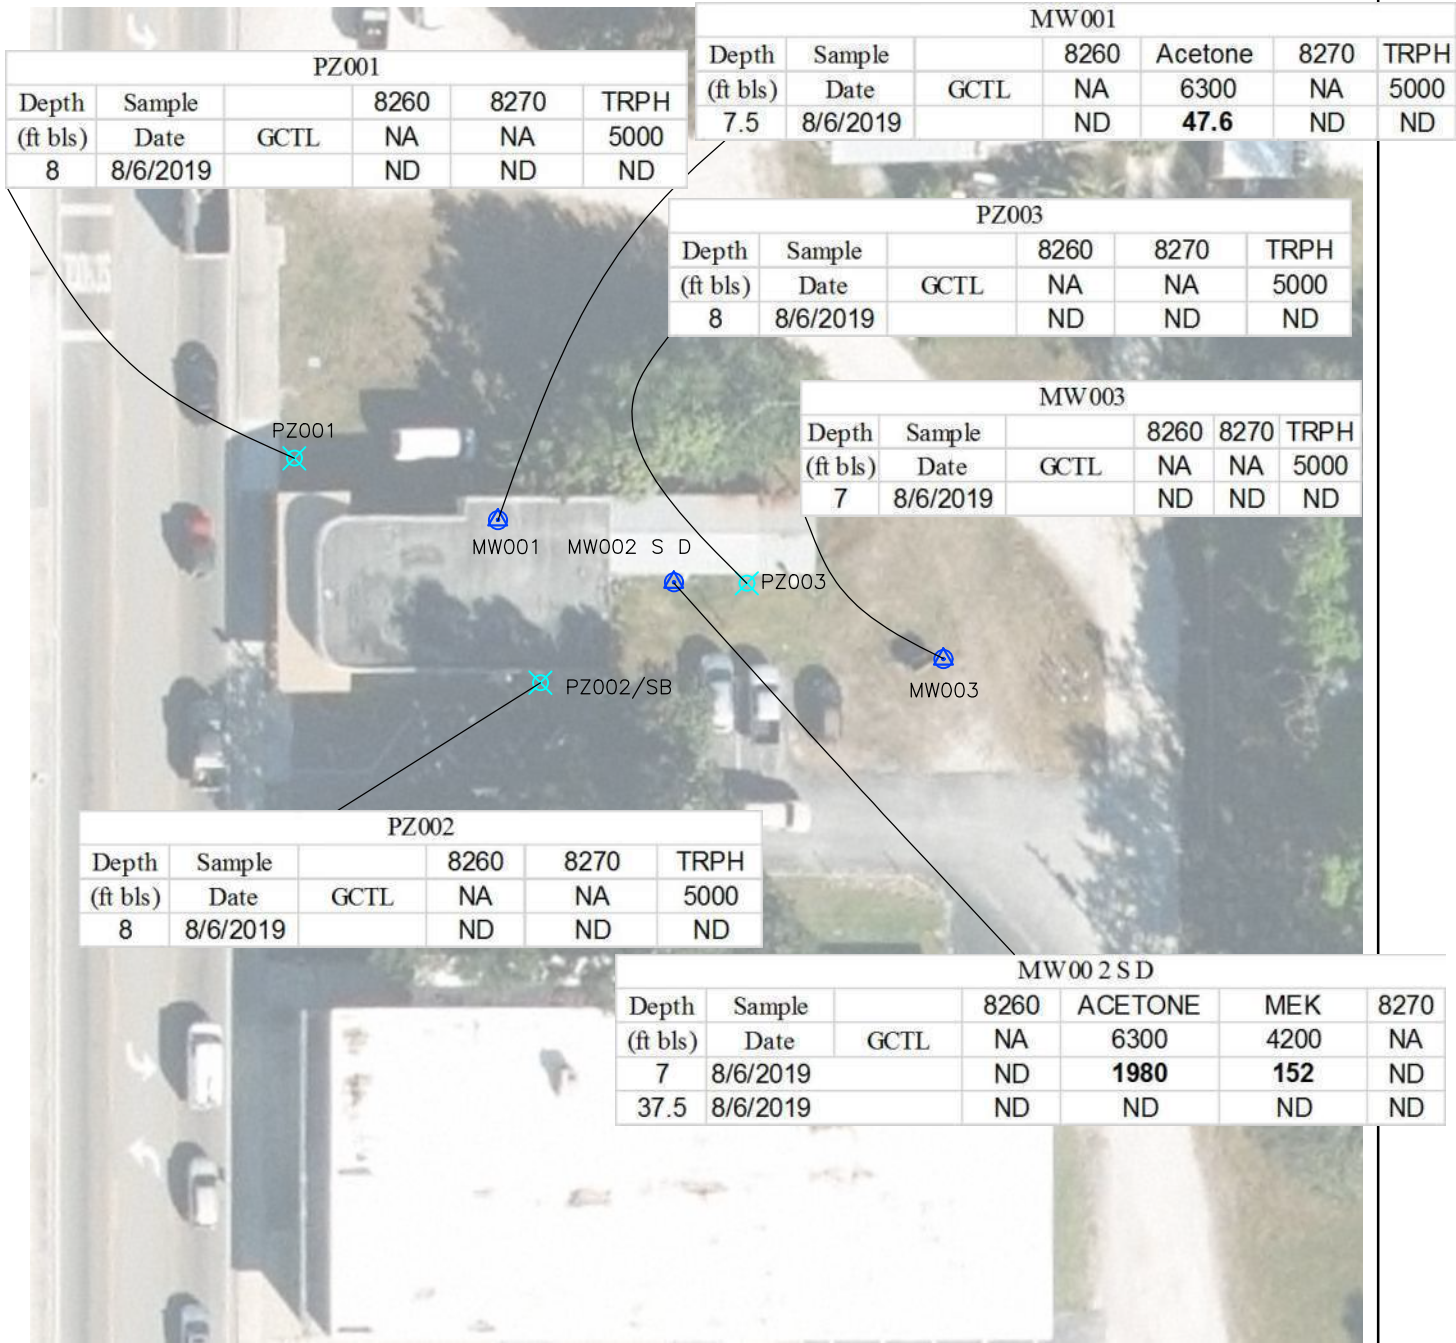 MW001
Depth Sample 8260 Acetone 8270 TRPH
(ft bls) Date GCTL NA 6300 NA 5000
7.5 8/6/2019 ND 47.6 ND ND
PZ001
Depth Sample 8260 8270 TRPH
(ft bls) Date GCTL NA NA 5000
8 8/6/2019 ND ND ND
PZ003
Depth Sample 8260 8270 TRPH
(ft bls) Date GCTL NA NA 5000
8 8/6/2019 ND ND ND
MW003
Depth Sample 8260 8270 TRPH
(ft bls) Date GCTL NA NA 5000
7 8/6/2019 ND ND ND
PZ001
MW001 MW002 S D
PZ003
PZ002/SB
MW003
PZ002
Depth Sample 8260 8270 TRPH
(ft bls) Date GCTL NA NA 5000
8 8/6/2019 ND ND ND
MW00 2 S D
Depth Sample 8260 ACETONE MEK 8270
(ft bls) Date GCTL NA 6300 4200 NA
7 8/6/2019 ND 1980 152 ND
37.5 8/6/2019 ND ND ND ND